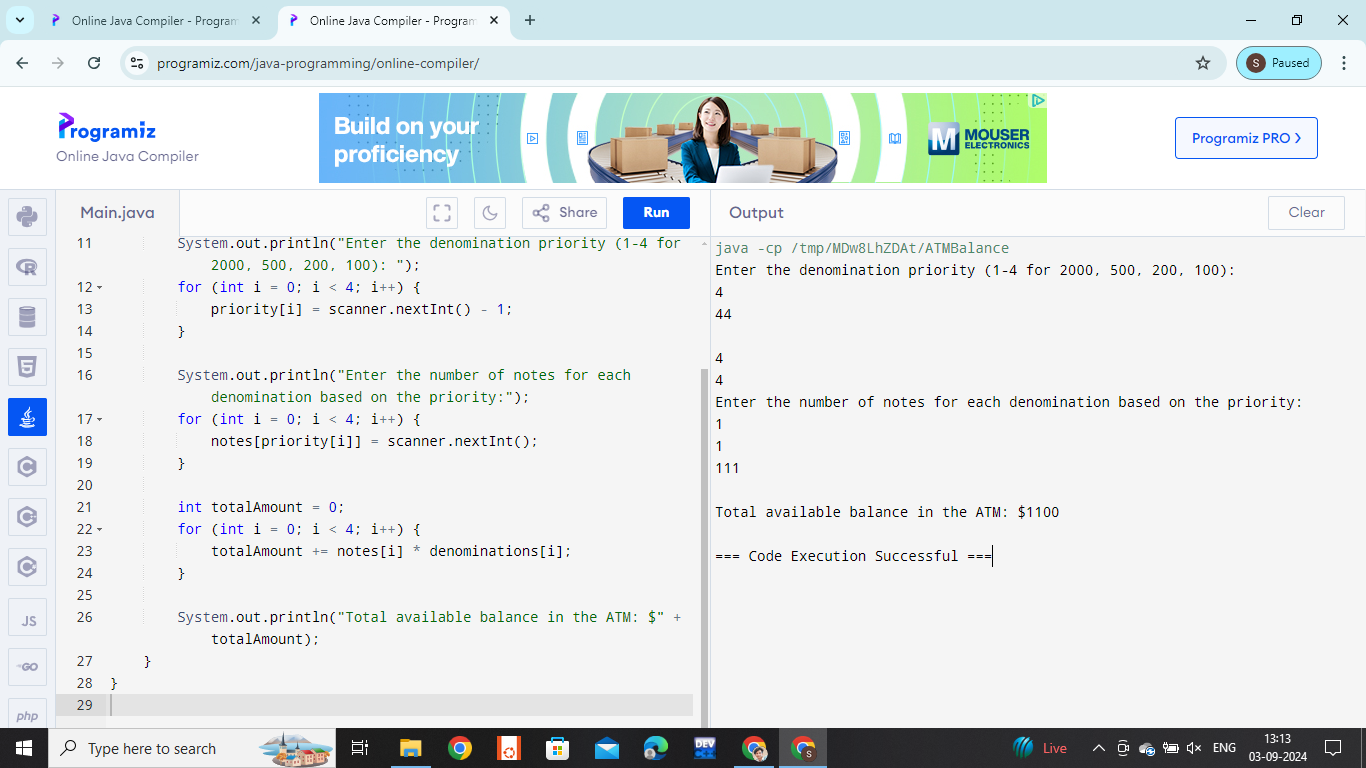 Online Java Compiler - Program
Online Java Compiler - Program
programiz.com/java-programming/online-compiler/
S
Paused
Programiz
Online Java Compiler
Build on your
proficiency
M
MOUSER
ELECTRONICS
Programiz PRO >
Main.java
Share
Run
Output
Clear
11 System.out.println("Enter the denomination priority (1-4 for
2000, 500, 200, 100): ");
12 for (int i = 0; i < 4; i++) {
13 priority[i] = scanner.nextInt() - 1;
14 }
15
16 System.out.println("Enter the number of notes for each
denomination based on the priority:");
17 for (int i = 0; i < 4; i++) {
18 notes[priority[i]] = scanner.nextInt();
19 }
20
21 int totalAmount = 0;
22 for (int i = 0; i < 4; i++) {
23 totalAmount += notes[i] * denominations[i];
24 }
25
26 System.out.println("Total available balance in the ATM: $" +
totalAmount);
27 }
28 }
29
JS
GO
php
java -cp /tmp/MDw8LhZDAt/ATMBalance
Enter the denomination priority (1-4 for 2000, 500, 200, 100):
4
44
4
4
Enter the number of notes for each denomination based on the priority:
1
1
111
Total available balance in the ATM: $1100
=== Code Execution Successful ===
Type here to search
DEV
Live
ENG
13:13
03-09-2024